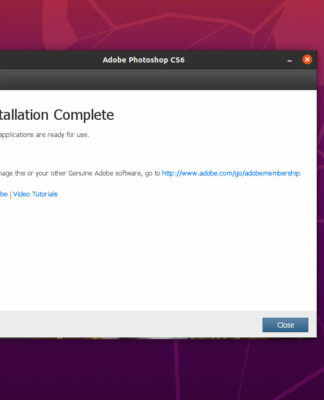 Adobe Photoshop CS6
tallation Complete
applications are ready for use.
nage this or your other Genuine Adobe software, go to http://www.adobe.com/go/adobemembership.
be | Video Tutorials
Close